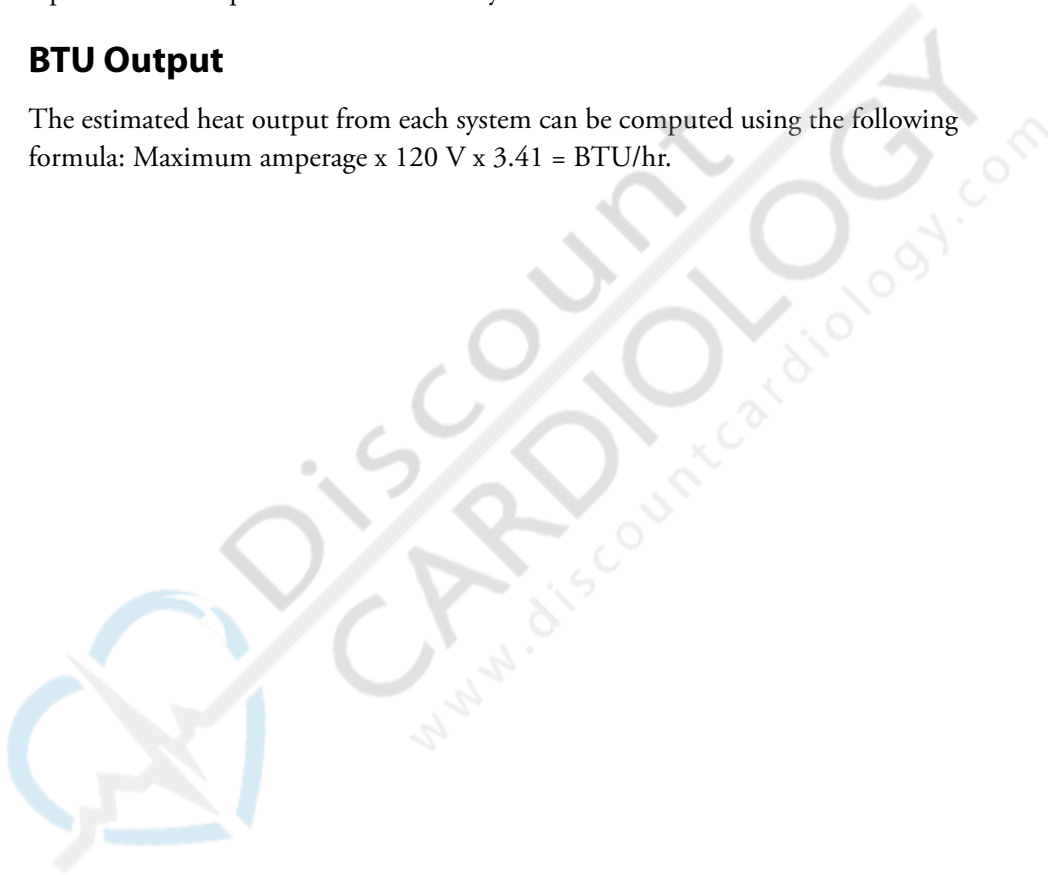 BTU Output
The estimated heat output from each system can be computed using the following
formula: Maximum amperage x 120 V x 3.41 = BTU/hr.
Discount
CARDIOLOGY
www.discountcardiology.com